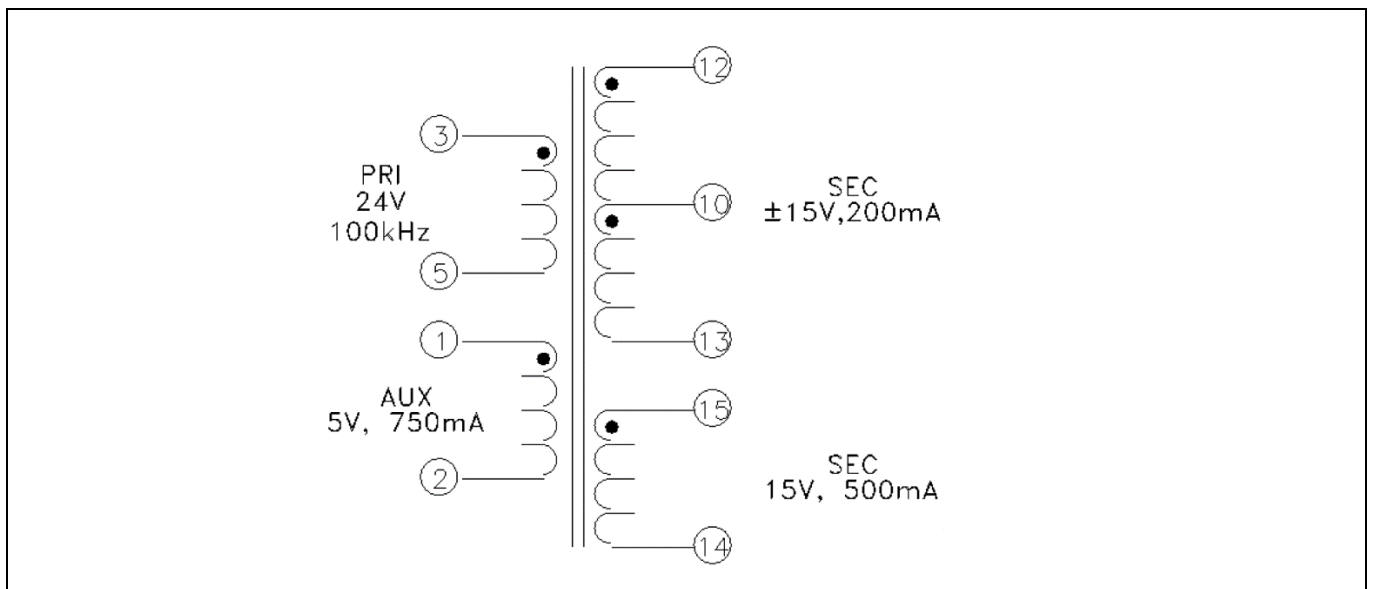 12
3
PRI
24V
100kHz
10
SEC
±15V,200mA
5
1
13
AUX
5V, 750mA
15
2
SEC
15V, 500mA
14